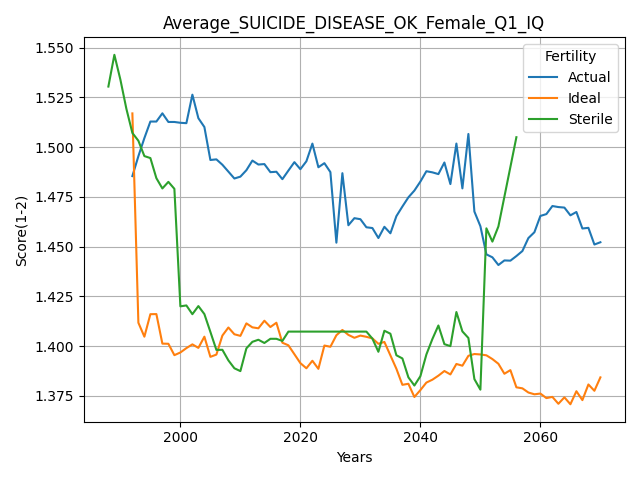 Average_SUICIDE_DISEASE_OK_Female_Q1_IQ
Fertility
Actual
Ideal
Sterile
Score(1-2)
1.550
1.525
1.500
1.475
1.450
1.425
1.400
1.375
2000
2020
2040
2060
Years